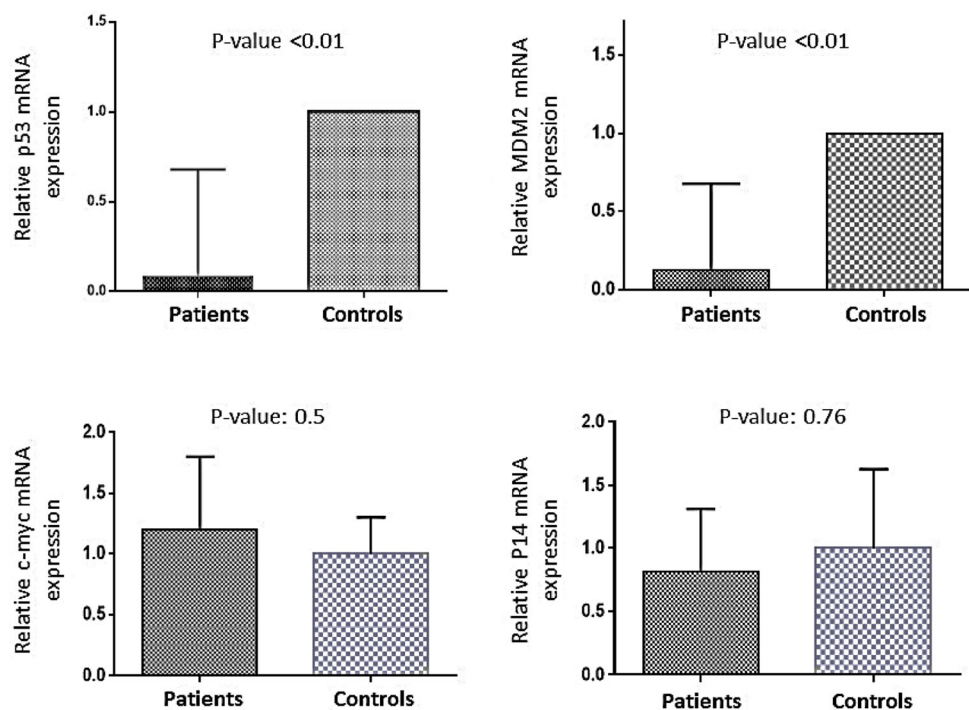 P-value <0.01
Relative p53 mRNA
expression
1.5
1.0
0.5
0.0
Patients Controls
P-value <0.01
Relative MDM2 mRNA
expression
1.5
1.0
0.5
0.0
Patients Controls
P-value: 0.5
Relative c-myc mRNA
expression
2.0
1.5
1.0
0.5
0.0
Patients Controls
P-value: 0.76
Relative P14 mRNA
expression
2.0
1.5
1.0
0.5
0.0
Patients Controls